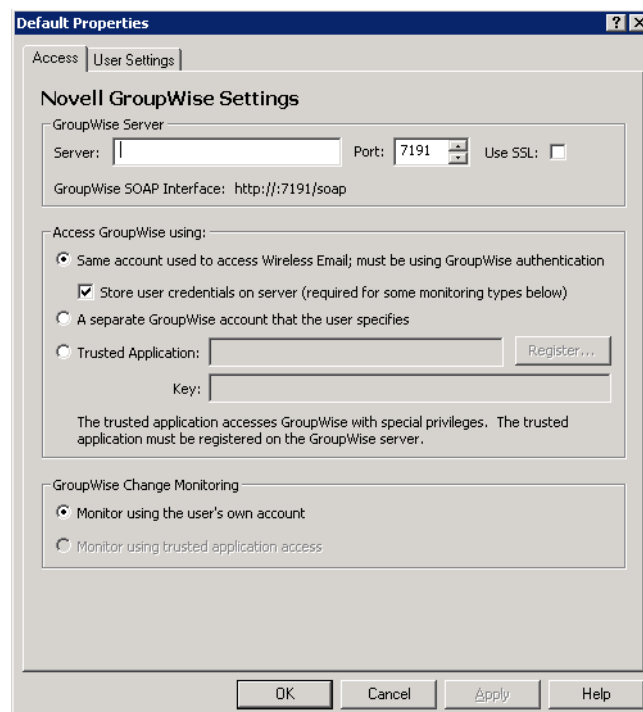 Default Properties
Access
User Settings
Novell GroupWise Settings
GroupWise Server
Server:
Port: 7191
Use SSL:
GroupWise SOAP Interface: http://:7191/soap
Access GroupWise using:
Same account used to access Wireless Email; must be using GroupWise authentication
Store user credentials on server (required for some monitoring types below)
A separate GroupWise account that the user specifies
Trusted Application:
Register...
Key:
The trusted application accesses GroupWise with special privileges. The trusted
application must be registered on the GroupWise server.
GroupWise Change Monitoring
Monitor using the user's own account
Monitor using trusted application access
OK
Cancel
Apply
Help